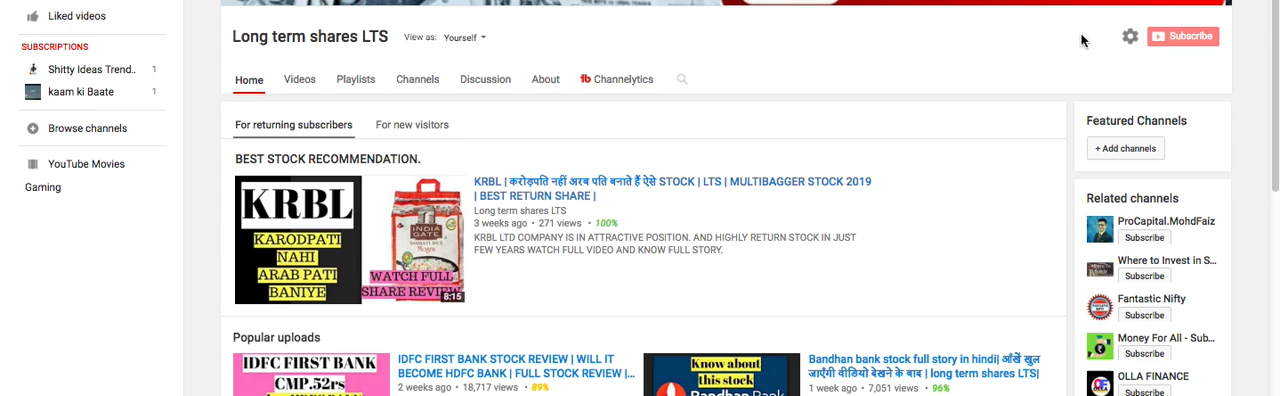 Liked videos
SUBSCRIPTIONS
Shitty Ideas Trend.. 1
kaam ki Baate 1
Browse channels
YouTube Movies
Gaming
Long term shares LTS View as: Yourself
Subscribe
Home Videos Playlists Channels Discussion About tb Channelytics
For returning subscribers For new visitors
BEST STOCK RECOMMENDATION.
KRBL
KARODPATI
NAHI
ARAB PATI
BANIYE
INDIA
GATE
BASMATI RICE
WATCH FULL
SHARE REVIEW
8:15
KRBL | करोड़पति नहीं अरब पति बनाते हैं ऐसे STOCK | LTS | MULTIBAGGER STOCK 2019
| BEST RETURN SHARE |
Long term shares LTS
3 weeks ago • 271 views • 100%
KRBL LTD COMPANY IS IN ATTRACTIVE POSITION. AND HIGHLY RETURN STOCK IN JUST
FEW YEARS WATCH FULL VIDEO AND KNOW FULL STORY.
Popular uploads
IDFC FIRST BANK
CMP.52rs
IDFC FIRST BANK STOCK REVIEW | WILL IT
BECOME HDFC BANK | FULL STOCK REVIEW |...
2 weeks ago • 18,717 views • 89%
Know about
this stock
Bandhan Bank
Bandhan bank stock full story in hindi| आँखें खुल
जाएँगी वीडियो देखने के बाद | long term shares LTS|
1 week ago • 7,051 views • 96%
Featured Channels
+ Add channels
Related channels
ProCapital.MohdFaiz
Subscribe
Where to Invest in S...
Subscribe
Fantastic Nifty
Subscribe
Money For All - Sub...
Subscribe
OLLA FINANCE
Subscribe